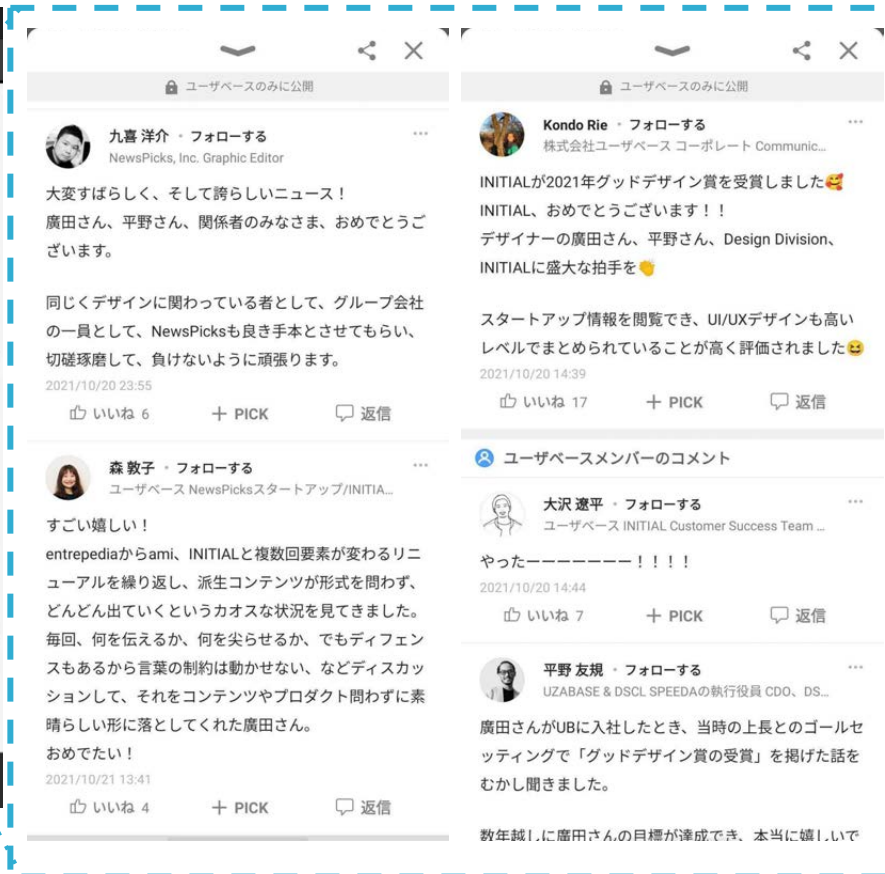 ユーザベースのみに公開
九喜 洋介 ・ フォローする
NewsPicks, Inc. Graphic Editor
大変すばらしく、そして誇らしいニュース！
廣田さん、平野さん、関係者のみなさま、おめでとうご
ざいます。
同じくデザインに関わっている者として、グループ会社
の一員として、NewsPicksも良き手本とさせてもらい、
切磋琢磨して、負けないように頑張ります。
2021/10/20 23:55
いいね 6 + PICK 返信
森 敦子 ・ フォローする
ユーザベース NewsPicksスタートアップ/INITIA...
すごい嬉しい！
entrepediaからami、INITIALと複数回要素が変わるリニ
ューアルを繰り返し、派生コンテンツが形式を問わず、
どんどん出ていくというカオスな状況を見てきました。
毎回、何を伝えるか、何を尖らせるか、でもディフェン
スもあるから言葉の制約は動かせない、などディスカッ
ションして、それをコンテンツやプロダクト問わずに素
晴らしい形に落としてくれた廣田さん。
おめでたい！
2021/10/21 13:41
いいね 4 + PICK 返信
ユーザベースのみに公開
Kondo Rie ・ フォローする
株式会社ユーザベース コーポレート Communic...
INITIALが2021年グッドデザイン賞を受賞しました🥰
INITIAL、おめでとうございます！！
デザイナーの廣田さん、平野さん、Design Division、
INITIALに盛大な拍手を👏
スタートアップ情報を閲覧でき、UI/UXデザインも高い
レベルでまとめられていることが高く評価されました😆
2021/10/20 14:39
いいね 17 + PICK 返信
ユーザベースメンバーのコメント
大沢 遼平 ・ フォローする
ユーザベース INITIAL Customer Success Team ...
やったーーーーーーー！！！！
2021/10/20 14:44
いいね 7 + PICK 返信
平野 友規 ・ フォローする
UZABASE & DSCL SPEEDAの執行役員 CDO、DS...
廣田さんがUBに入社したとき、当時の上長とのゴールセ
ッティングで「グッドデザイン賞の受賞」を掲げた話を
むかし聞きました。
数年越しに廣田さんの目標が達成でき、本当に嬉しいで